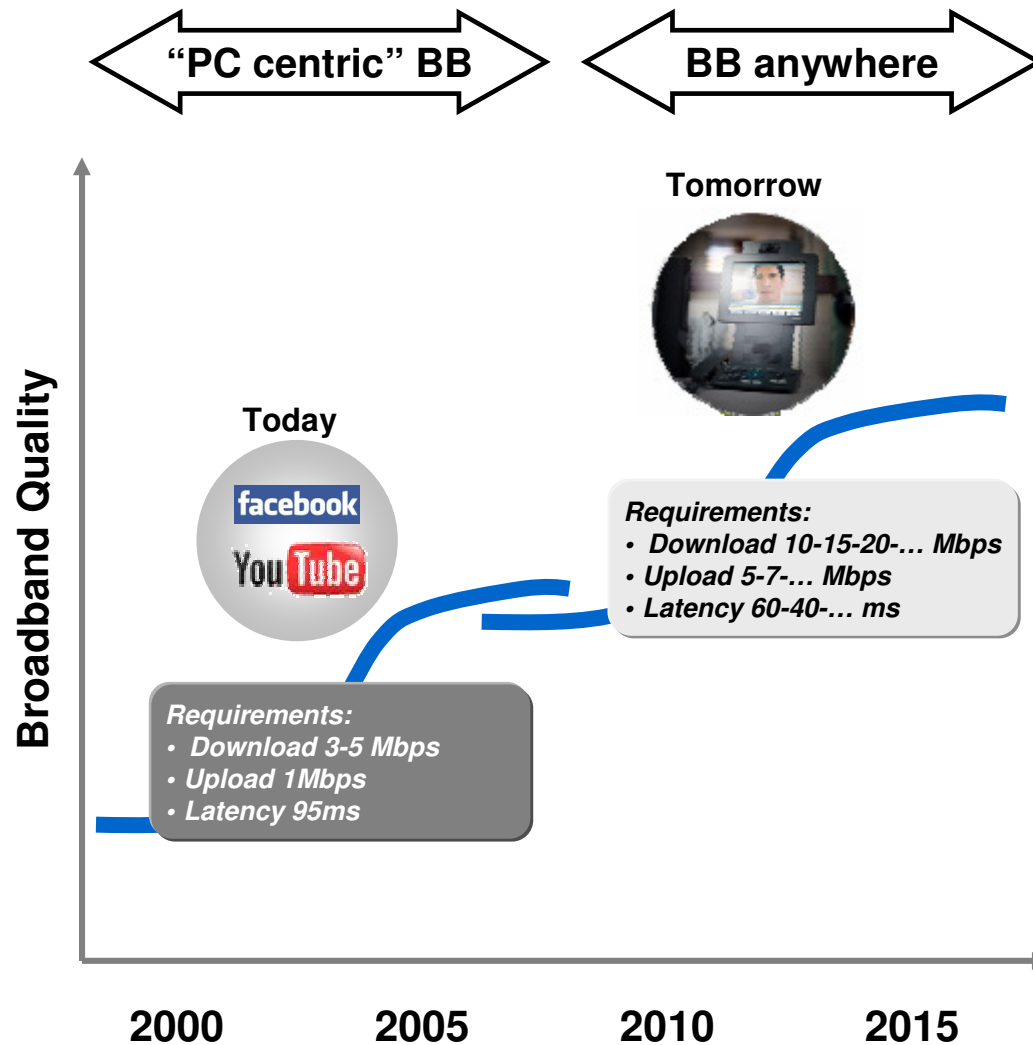 “PC centric” BB
BB anywhere
Tomorrow
Today
facebook
YouTube
Broadband Quality
Requirements:
• Download 10-15-20-... Mbps
• Upload 5-7-... Mbps
• Latency 60-40-... ms
Requirements:
• Download 3-5 Mbps
• Upload 1Mbps
• Latency 95ms
2000
2005
2010
2015